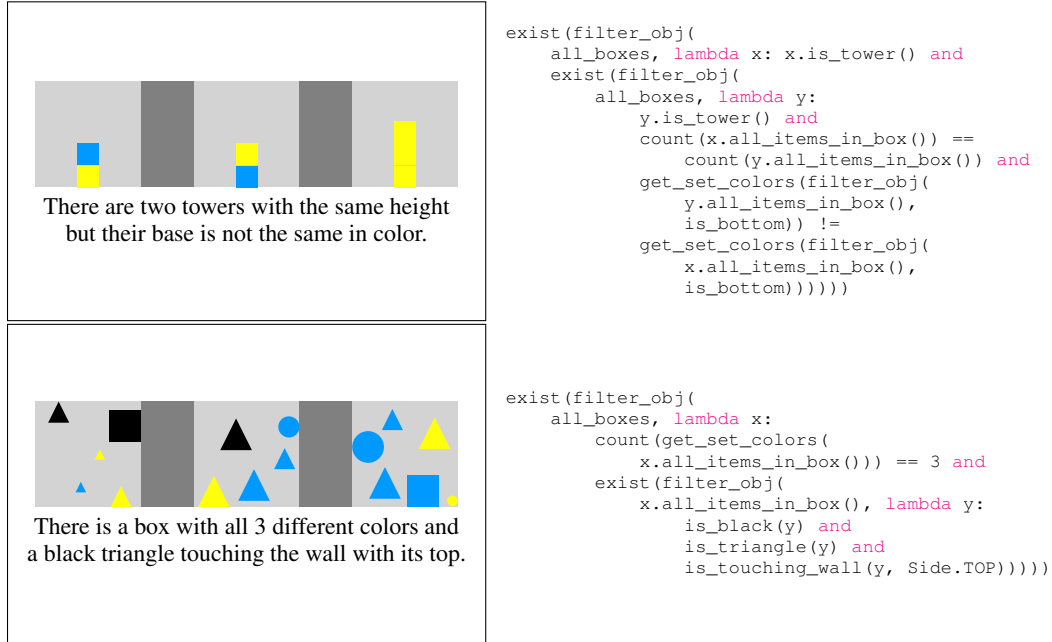 There are two towers with the same height
but their base is not the same in color.
exist(filter_obj(
    all_boxes, lambda x: x.is_tower() and
    exist(filter_obj(
        all_boxes, lambda y:
            y.is_tower() and
            count(x.all_items_in_box()) ==
                count(y.all_items_in_box()) and
            get_set_colors(filter_obj(
                y.all_items_in_box(),
                is_bottom)) !=
            get_set_colors(filter_obj(
                x.all_items_in_box(),
                is_bottom))))))
There is a box with all 3 different colors and
a black triangle touching the wall with its top.
exist(filter_obj(
    all_boxes, lambda x:
        count(get_set_colors(
            x.all_items_in_box())) == 3 and
        exist(filter_obj(
            x.all_items_in_box(), lambda y:
                is_black(y) and
                is_triangle(y) and
                is_touching_wall(y, Side.TOP)))))